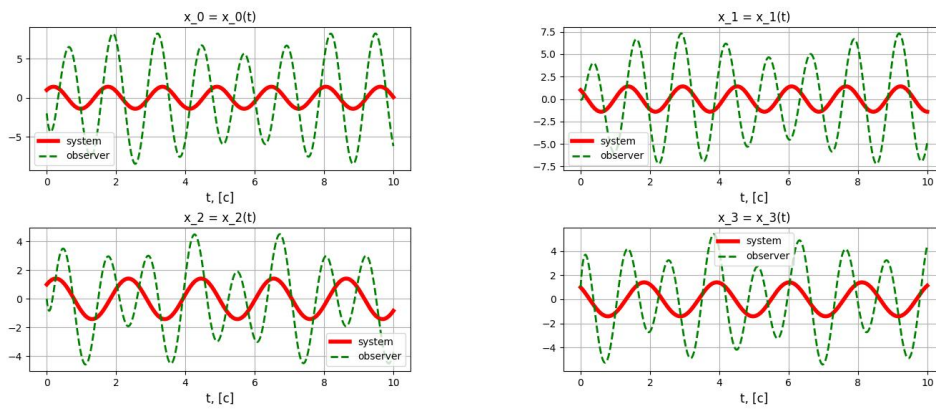 x_0 = x_0(t)
5
0
−5
system
observer
0 2 4 6 8 10
t, [c]
x_1 = x_1(t)
7.5
5.0
2.5
0.0
−2.5
−5.0
−7.5
system
observer
0 2 4 6 8 10
t, [c]
x_2 = x_2(t)
4
2
0
−2
−4
system
observer
0 2 4 6 8 10
t, [c]
x_3 = x_3(t)
4
2
0
−2
−4
system
observer
0 2 4 6 8 10
t, [c]